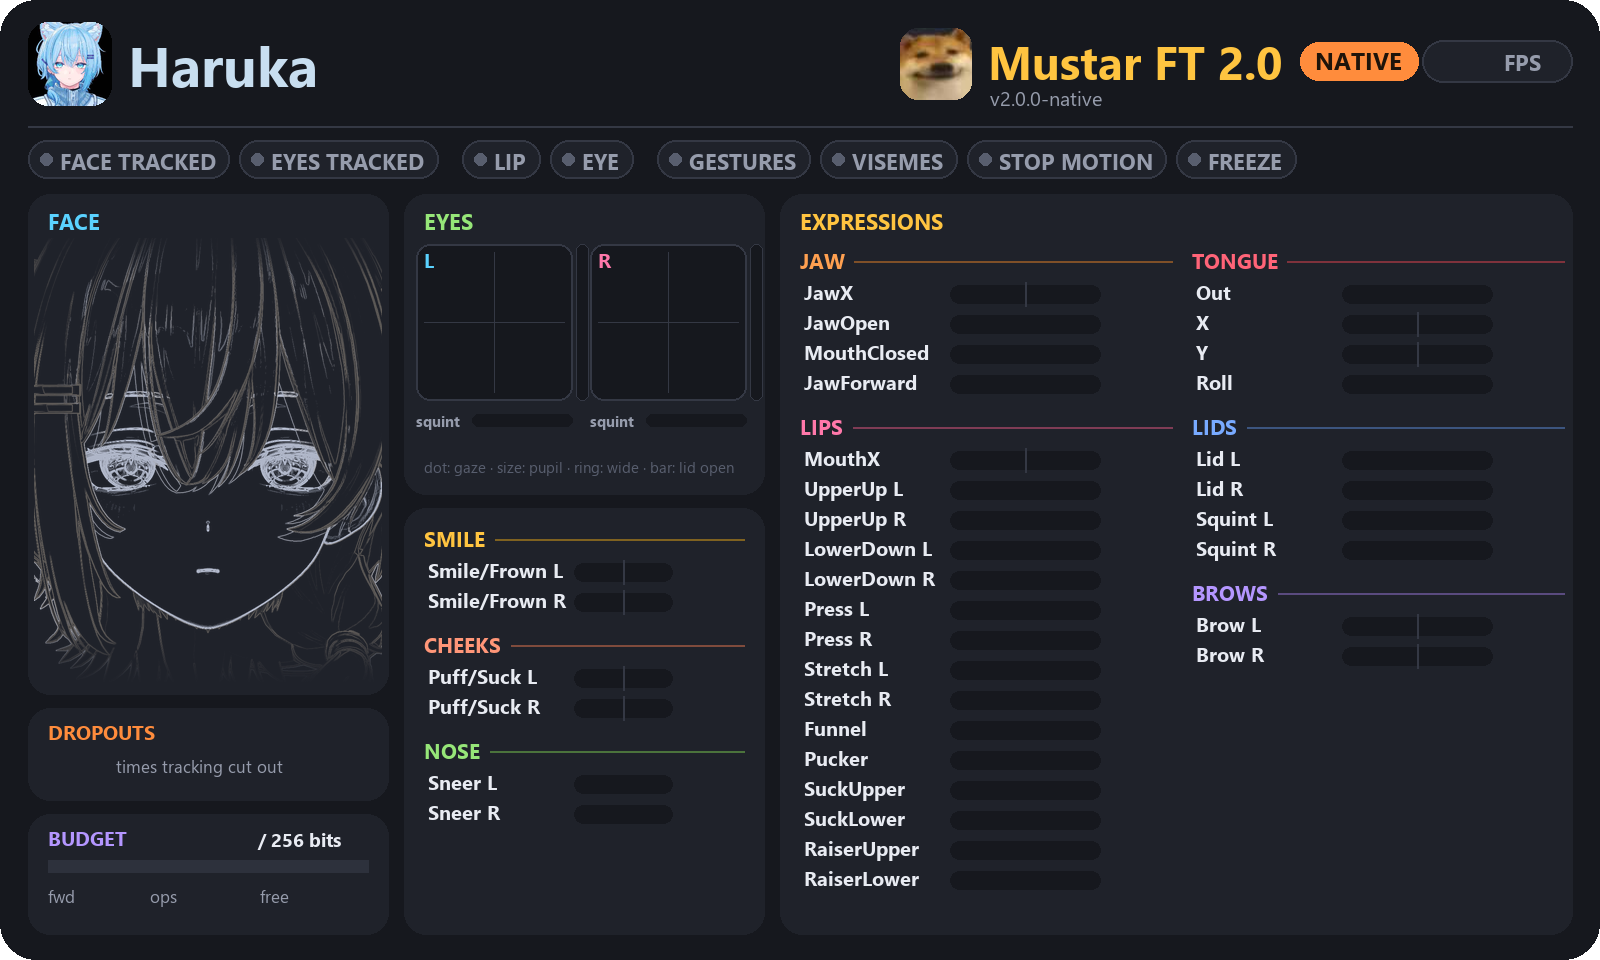 Haruka
Mustar FT 2.0
NATIVE
FPS
v2.0.0-native
FACE TRACKED
EYES TRACKED
LIP
EYE
GESTURES
VISEMES
STOP MOTION
FREEZE
FACE
DROPOUTS
times tracking cut out
BUDGET
/ 256 bits
fwd
ops
free
EYES
L
R
squint
squint
dot: gaze · size: pupil · ring: wide · bar: lid open
SMILE
Smile/Frown L
Smile/Frown R
CHEEKS
Puff/Suck L
Puff/Suck R
NOSE
Sneer L
Sneer R
EXPRESSIONS
JAW
JawX
JawOpen
MouthClosed
JawForward
LIPS
MouthX
UpperUp L
UpperUp R
LowerDown L
LowerDown R
Press L
Press R
Stretch L
Stretch R
Funnel
Pucker
SuckUpper
SuckLower
RaiserUpper
RaiserLower
TONGUE
Out
X
Y
Roll
LIDS
Lid L
Lid R
Squint L
Squint R
BROWS
Brow L
Brow R